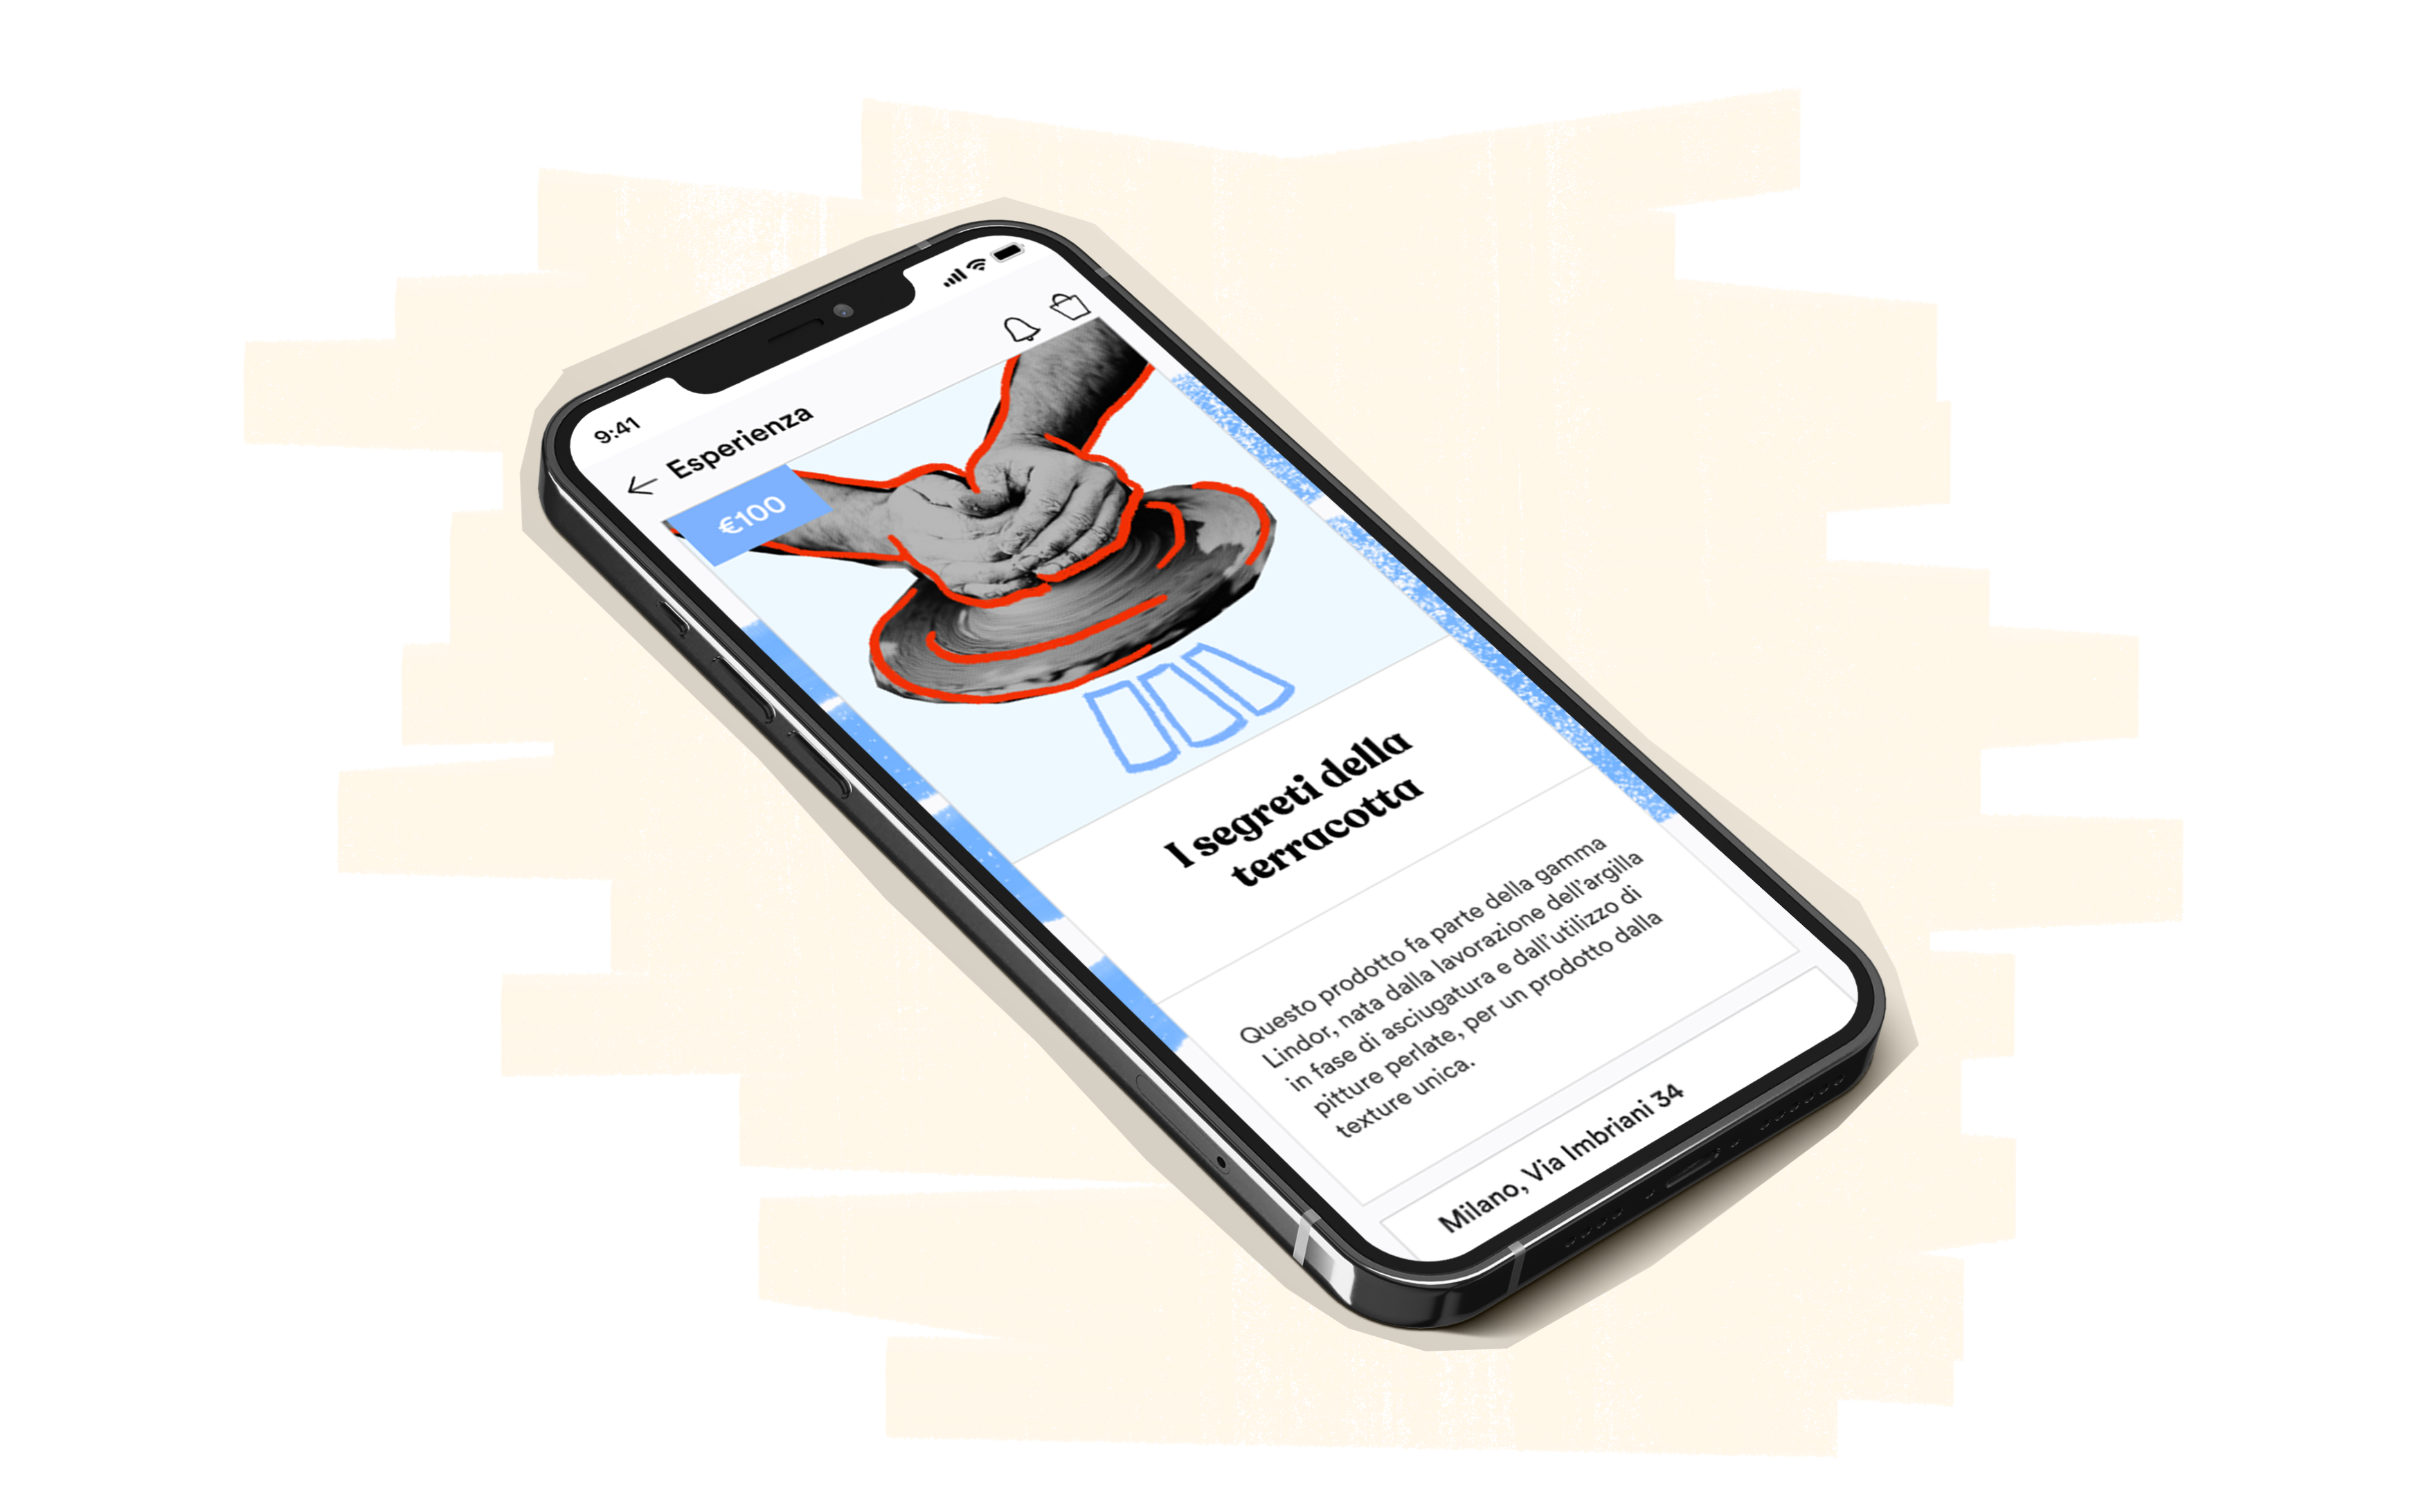 9:41
← Esperienza
€100
I segreti della
terracotta
Questo prodotto fa parte della gamma
Lindor, nata dalla lavorazione dell'argilla
in fase di asciugatura e dall'utilizzo di
pitture perlate, per un prodotto dalla
texture unica.
Milano, Via Imbriani 34